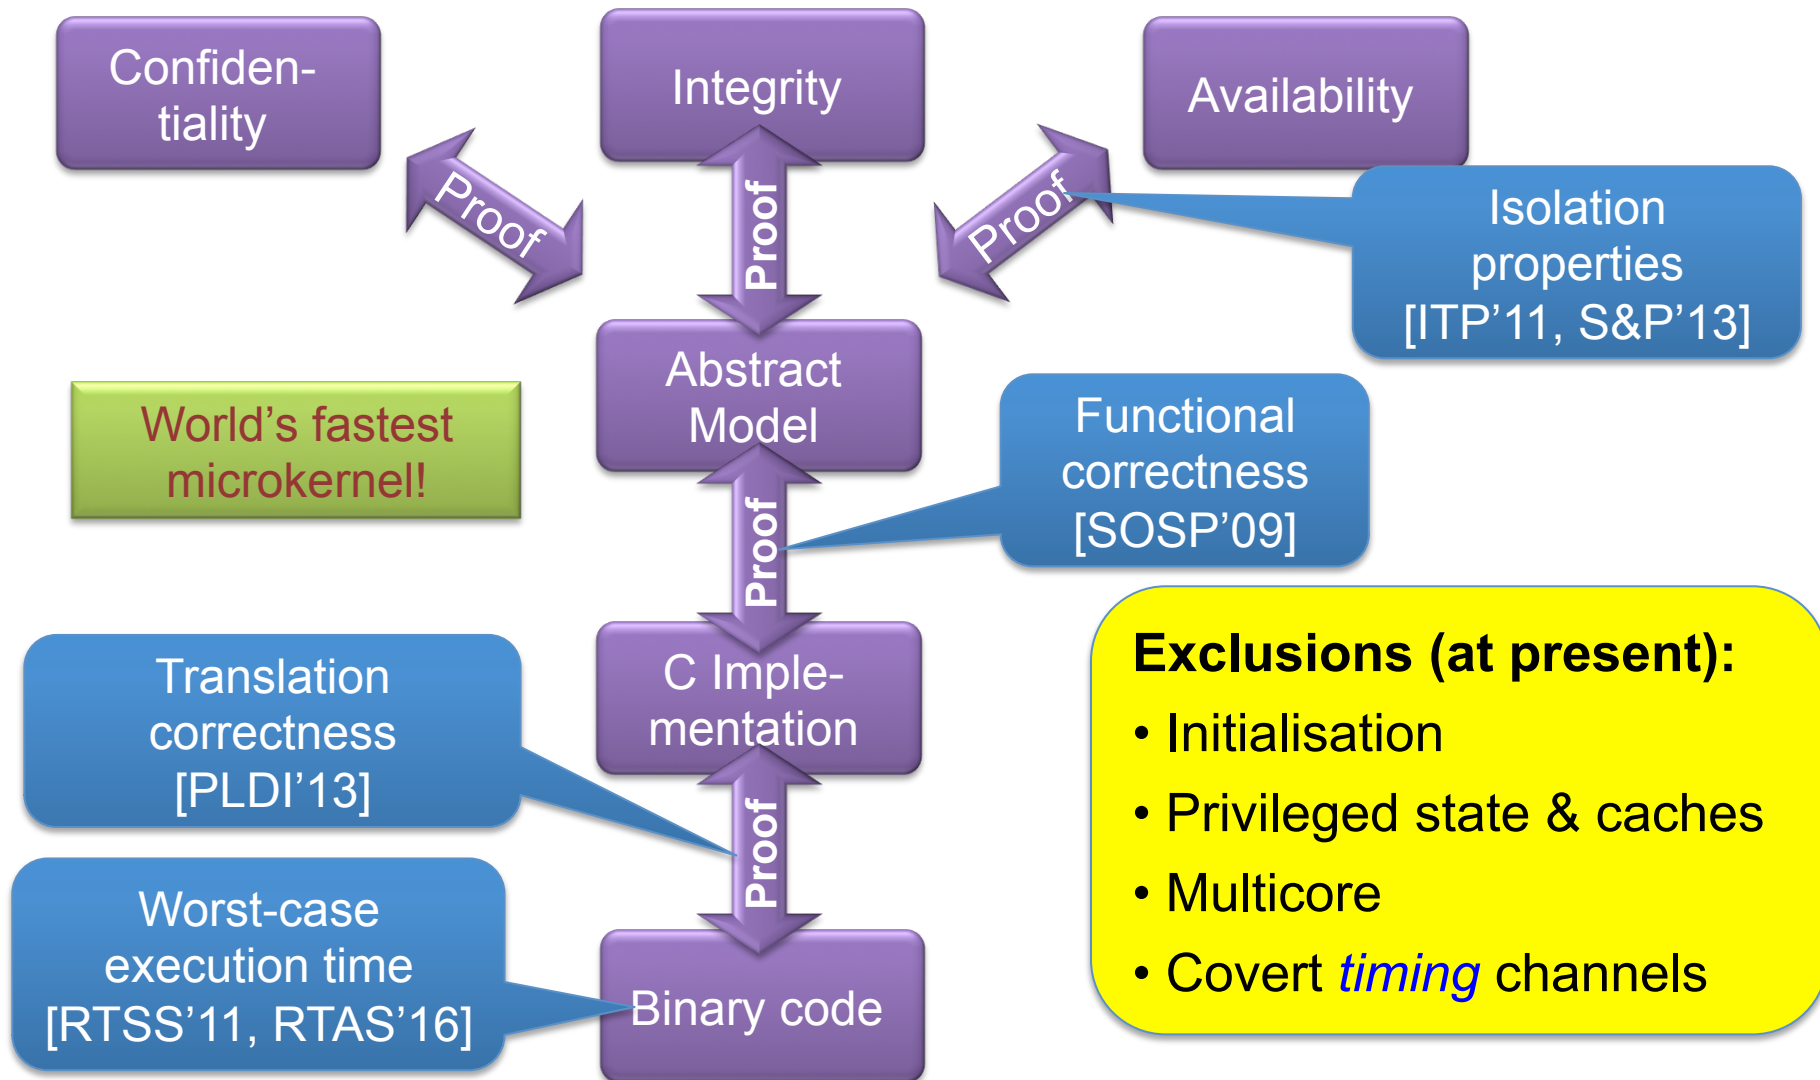 Confiden-
tiality
Integrity
Availability
Proof
Proof
Proof
Isolation
properties
[ITP’11, S&P’13]
Abstract
Model
World’s fastest
microkernel!
Functional
correctness
[SOSP’09]
Proof
Translation
correctness
[PLDI’13]
C Imple-
mentation
Exclusions (at present):
• Initialisation
• Privileged state & caches
• Multicore
• Covert timing channels
Proof
Worst-case
execution time
[RTSS’11, RTAS’16]
Binary code